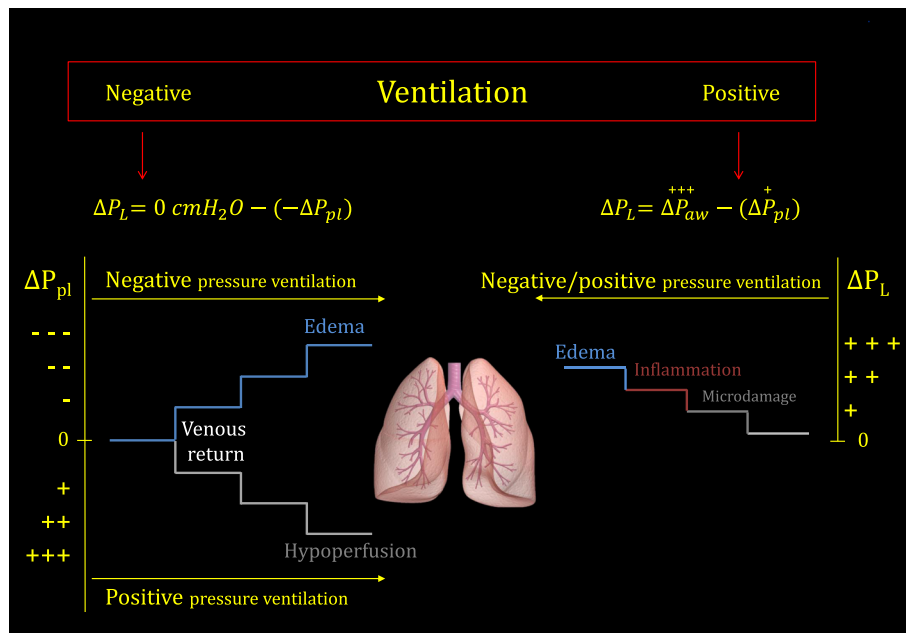 Negative Ventilation Positive
ΔP_L = 0 cmH₂O − (−ΔP_pl)
+++ +
ΔP_L = ΔP_aw − (ΔP_pl)
ΔP_pl
Negative pressure ventilation
Negative/positive pressure ventilation
ΔP_L
- - -
Edema
+ + +
- -
Edema
Inflammation
+ +
-
Microdamage
+
0
Venous
return
0
+
++
Hypoperfusion
+++
Positive pressure ventilation